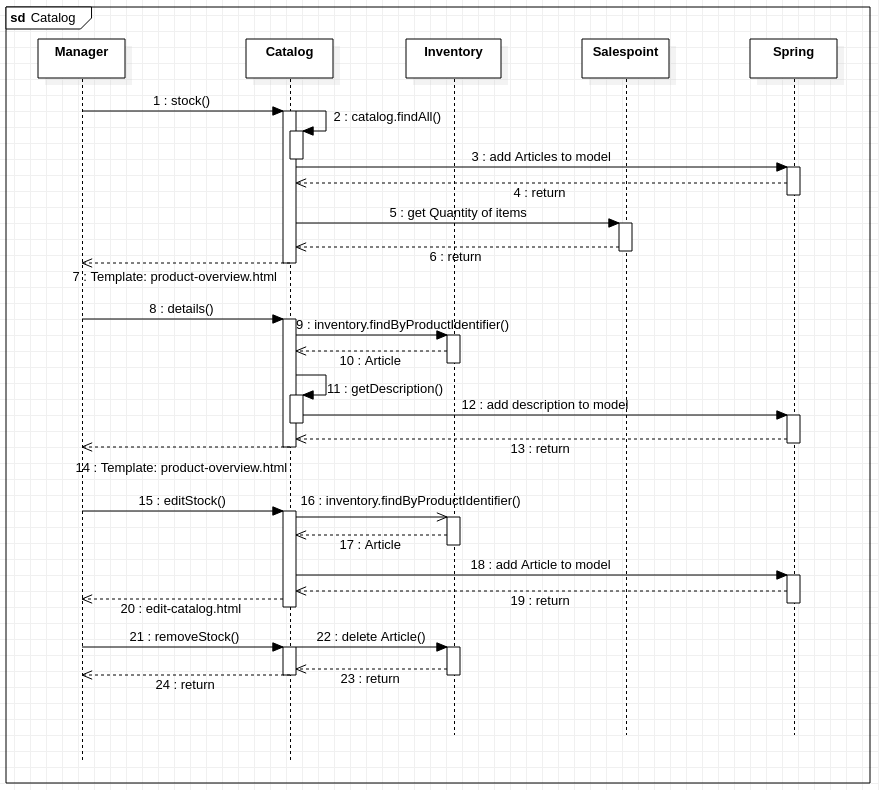 sd Catalog
Manager
Catalog
Inventory
Salespoint
Spring
1 : stock()
2 : catalog.findAll()
3 : add Articles to model
4 : return
5 : get Quantity of items
6 : return
7 : Template: product-overview.html
8 : details()
9 : inventory.findByProductIdentifier()
10 : Article
11 : getDescription()
12 : add description to model
13 : return
14 : Template: product-overview.html
15 : editStock()
16 : inventory.findByProductIdentifier()
17 : Article
18 : add Article to model
19 : return
20 : edit-catalog.html
21 : removeStock()
22 : delete Article()
23 : return
24 : return